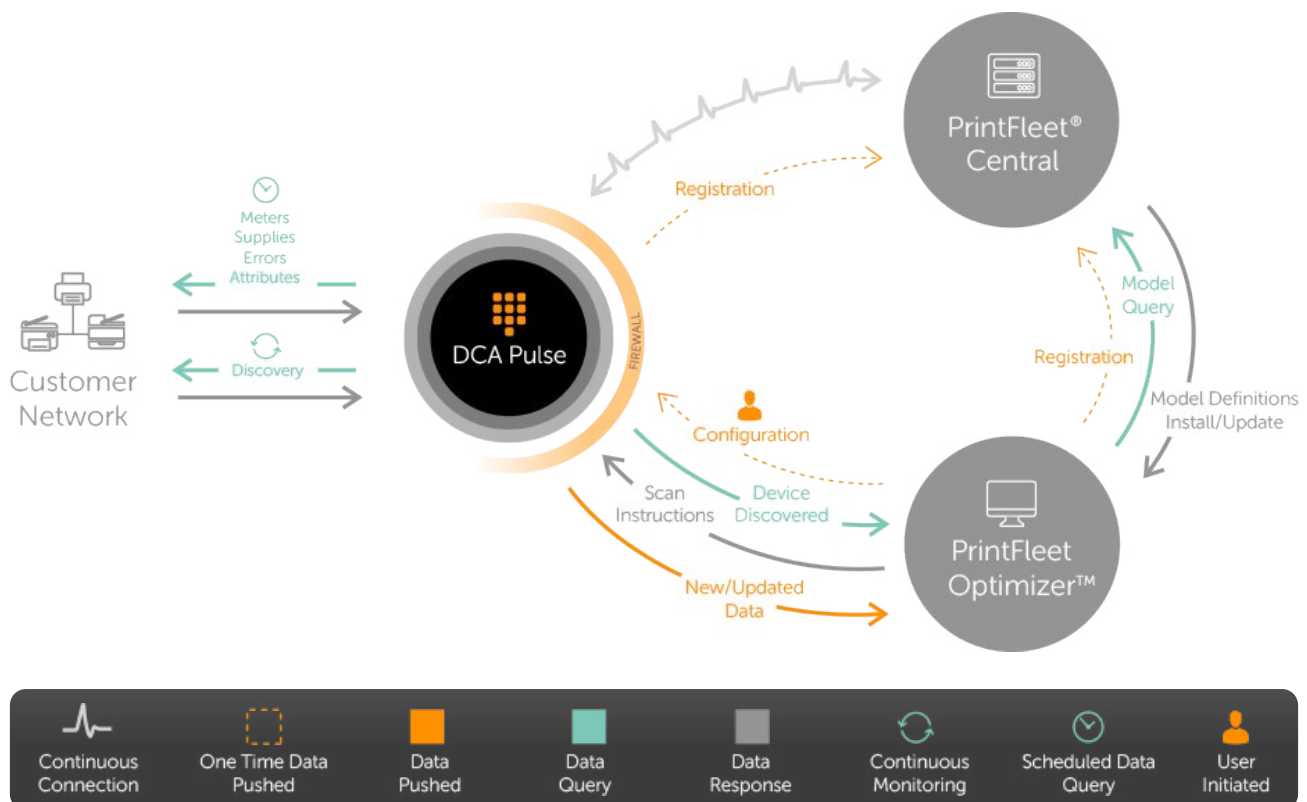 PrintFleet®
Central
Registration
Meters
Supplies
Errors
Attributes
Discovery
Customer
Network
DCA Pulse
FIREWALL
Model
Query
Registration
Model Definitions
Install/Update
Configuration
Scan
Instructions
Device
Discovered
New/Updated
Data
PrintFleet
Optimizer™
Continuous
Connection
One Time Data
Pushed
Data
Pushed
Data
Query
Data
Response
Continuous
Monitoring
Scheduled Data
Query
User
Initiated